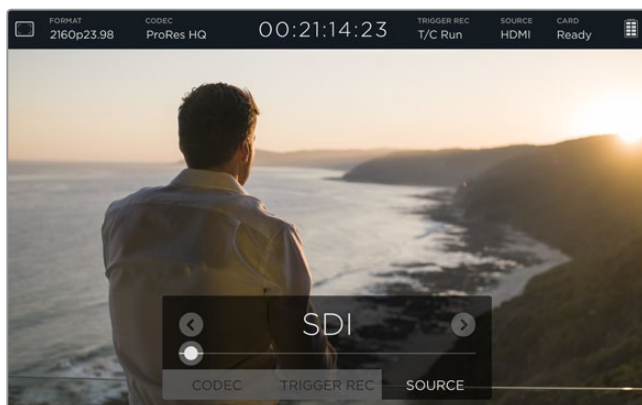 FORMAT CODEC TRIGGER REC SOURCE CARD
2160p23.98 ProRes HQ 00:21:14:23 T/C Run HDMI Ready
SDI
CODEC TRIGGER REC SOURCE